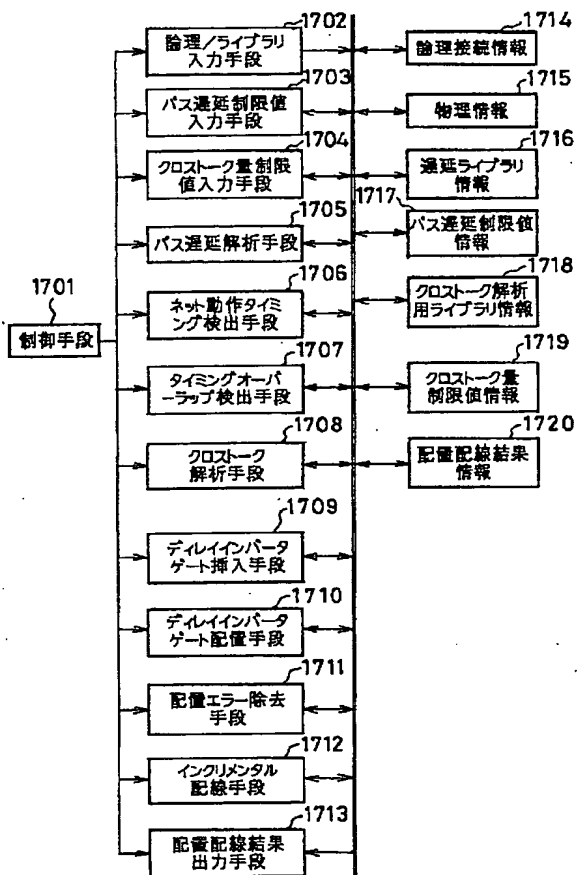 1701
制御手段
1702
論理/ライブラリ
入力手段
1703
パス遅延制限値
入力手段
1704
クロストーク量制限
値入力手段
1705
パス遅延解析手段
1706
ネット動作タイミ
ング検出手段
1707
タイミングオーバ
ーラップ検出手段
1708
クロストーク
解析手段
1709
ディレイインバータ
ゲート挿入手段
1710
ディレイインバータ
ゲート配置手段
1711
配置エラー除去
手段
1712
インクリメンタル
配線手段
1713
配置配線結果
出力手段
1714
論理接続情報
1715
物理情報
1716
遅延ライブラリ
情報
1717
パス遅延制限値
情報
1718
クロストーク解析
用ライブラリ情報
1719
クロストーク量
制限値情報
1720
配置配線結果
情報